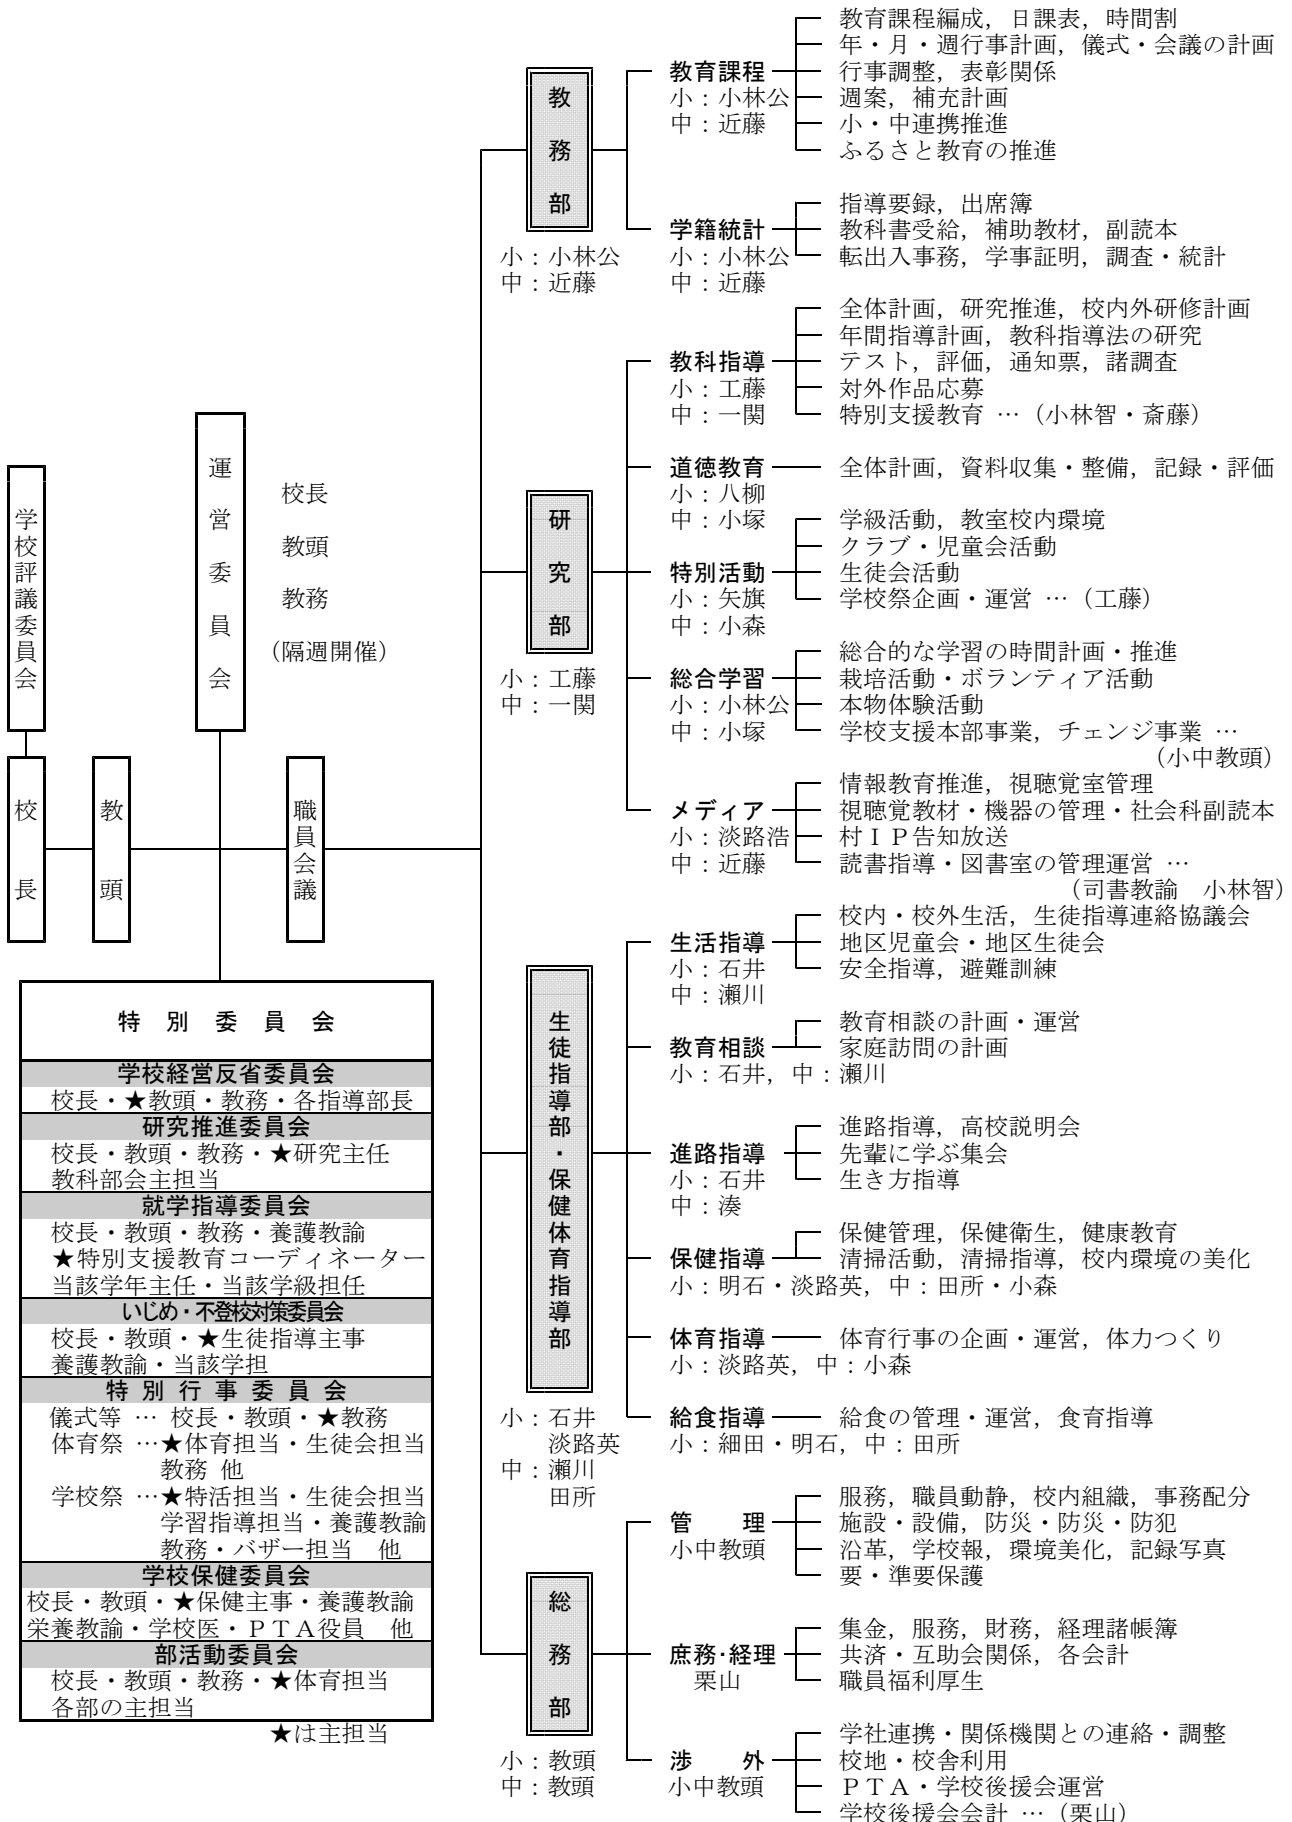 学校評議委員会
校長
教頭
運営委員会
校長
教頭
教務
（隔週開催）
職員会議
特別委員会
学校経営反省委員会
校長・★教頭・教務・各指導部長
研究推進委員会
校長・教頭・教務・★研究主任
教科部会主担当
就学指導委員会
校長・教頭・教務・養護教諭
★特別支援教育コーディネーター
当該学年主任・当該学級担任
いじめ・不登校対策委員会
校長・教頭・★生徒指導主事
養護教諭・当該学担
特別行事委員会
儀式等 … 校長・教頭・★教務
体育祭 …★体育担当・生徒会担当
教務 他
学校祭 …★特活担当・生徒会担当
学習指導担当・養護教諭
教務・バザー担当　他
学校保健委員会
校長・教頭・★保健主事・養護教諭
栄養教諭・学校医・ＰＴＡ役員　他
部活動委員会
校長・教頭・教務・★体育担当
各部の主担当
★は主担当
教務部
小：小林公
中：近藤
教育課程
小：小林公
中：近藤
教育課程編成，日課表，時間割
年・月・週行事計画，儀式・会議の計画
行事調整，表彰関係
週案，補充計画
小・中連携推進
ふるさと教育の推進
学籍統計
小：小林公
中：近藤
指導要録，出席簿
教科書受給，補助教材，副読本
転出入事務，学事証明，調査・統計
研究部
小：工藤
中：一関
教科指導
小：工藤
中：一関
全体計画，研究推進，校内外研修計画
年間指導計画，教科指導法の研究
テスト，評価，通知票，諸調査
対外作品応募
特別支援教育 …（小林智・斎藤）
道徳教育
小：八柳
中：小塚
全体計画，資料収集・整備，記録・評価
特別活動
小：矢旗
中：小森
学級活動，教室校内環境
クラブ・児童会活動
生徒会活動
学校祭企画・運営 …（工藤）
総合学習
小：小林公
中：小塚
総合的な学習の時間計画・推進
栽培活動・ボランティア活動
本物体験活動
学校支援本部事業，チェンジ事業 …
（小中教頭）
メディア
小：淡路浩
中：近藤
情報教育推進，視聴覚室管理
視聴覚教材・機器の管理・社会科副読本
村ＩＰ告知放送
読書指導・図書室の管理運営 …
（司書教諭　小林智）
生徒指導部・保健体育指導部
小：石井
淡路英
中：瀬川
田所
生活指導
小：石井
中：瀬川
校内・校外生活，生徒指導連絡協議会
地区児童会・地区生徒会
安全指導，避難訓練
教育相談
小：石井，中：瀬川
教育相談の計画・運営
家庭訪問の計画
進路指導
小：石井
中：湊
進路指導，高校説明会
先輩に学ぶ集会
生き方指導
保健指導
小：明石・淡路英，中：田所・小森
保健管理，保健衛生，健康教育
清掃活動，清掃指導，校内環境の美化
体育指導
小：淡路英，中：小森
体育行事の企画・運営，体力つくり
給食指導
小：細田・明石，中：田所
給食の管理・運営，食育指導
総務部
小：教頭
中：教頭
管　　理
小中教頭
服務，職員動静，校内組織，事務配分
施設・設備，防災・防災・防犯
沿革，学校報，環境美化，記録写真
要・準要保護
庶務・経理
栗山
集金，服務，財務，経理諸帳簿
共済・互助会関係，各会計
職員福利厚生
渉　　外
小中教頭
学社連携・関係機関との連絡・調整
校地・校舎利用
ＰＴＡ・学校後援会運営
学校後援会会計 …（栗山）